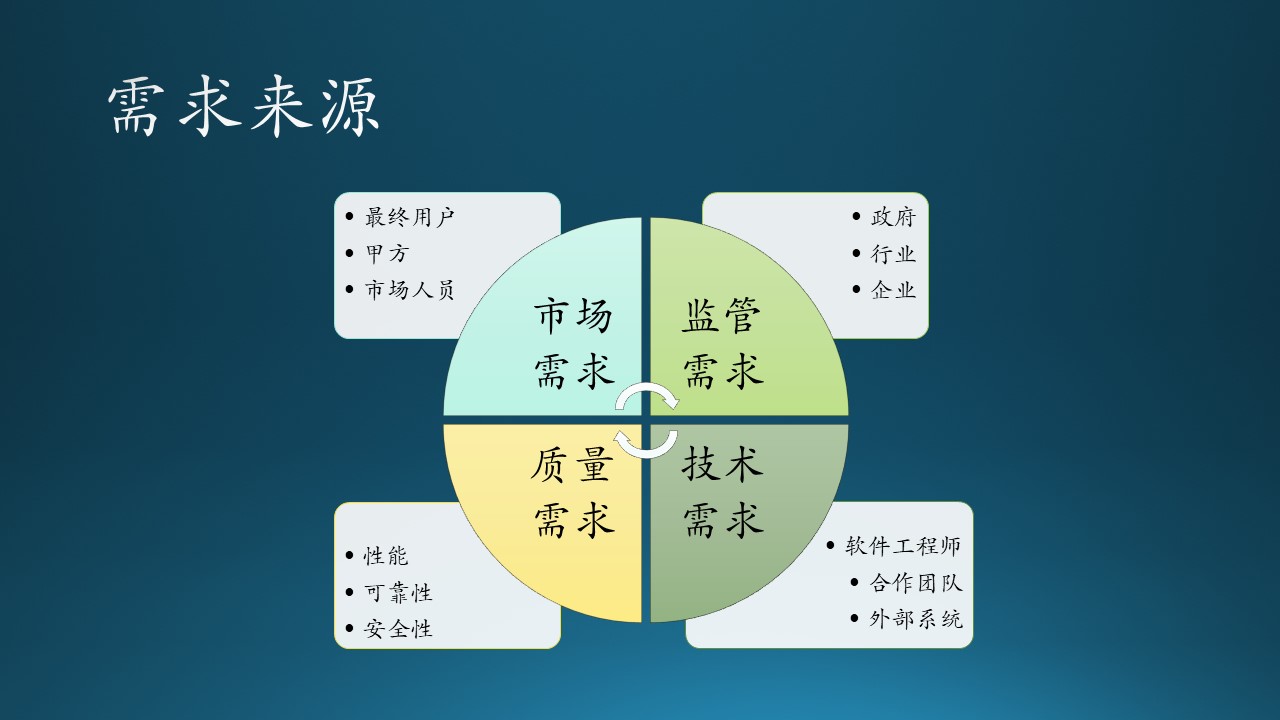 需求来源
• 最终用户
• 甲方
• 市场人员
• 政府
• 行业
• 企业
市场
需求
监管
需求
质量
需求
技术
需求
• 性能
• 可靠性
• 安全性
• 软件工程师
• 合作团队
• 外部系统